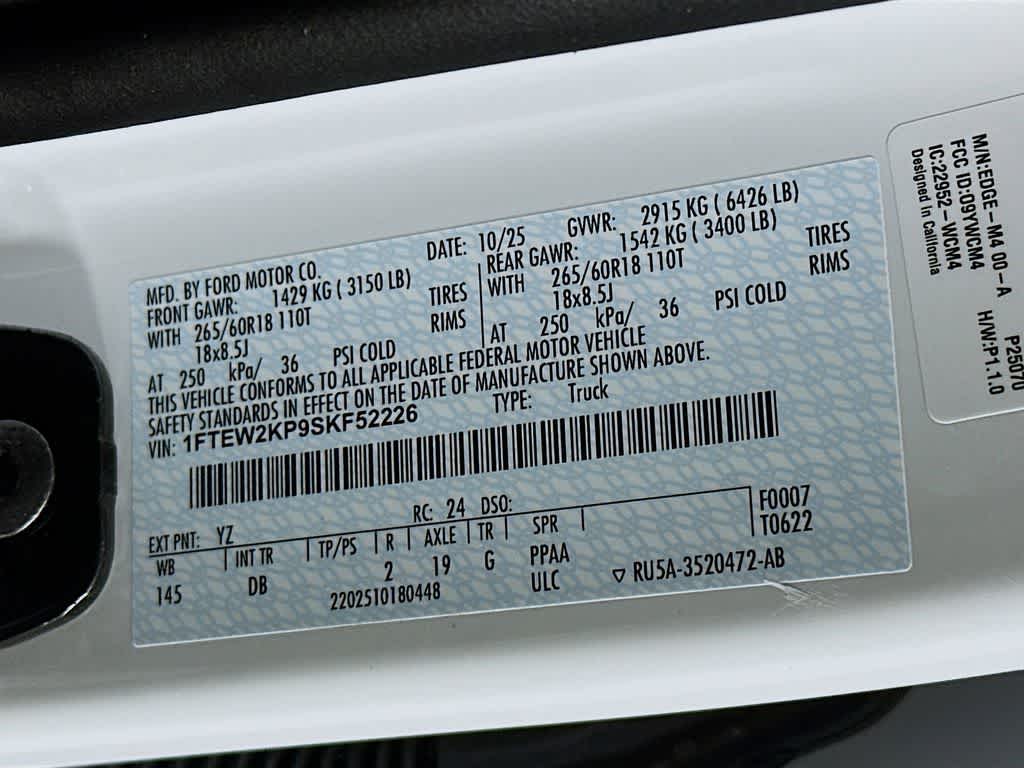 MFD. BY FORD MOTOR CO.
DATE: 10/25
GVWR: 2915 KG ( 6426 LB)
FRONT GAWR: 1429 KG ( 3150 LB)
WITH 265/60R18 110T TIRES
18x8.5J RIMS
AT 250 kPa/ 36 PSI COLD
REAR GAWR: 1542 KG ( 3400 LB)
WITH 265/60R18 110T TIRES
18x8.5J RIMS
AT 250 kPa/ 36 PSI COLD
THIS VEHICLE CONFORMS TO ALL APPLICABLE FEDERAL MOTOR VEHICLE
SAFETY STANDARDS IN EFFECT ON THE DATE OF MANUFACTURE SHOWN ABOVE.
VIN: 1FTEW2KP9SKF52226 TYPE: Truck
EXT PNT: YZ RC: 24 DSO:
WB INT TR TP/PS R AXLE TR SPR
145 DB 2 19 G PPAA
2202510180448 ULC
F0007
T0622
RU5A-3520472-AB
M/N:EDGE-M4 00-A P25070
FCC ID:O9YWCM4 H/W:P1.1.0
IC:22952-WCM4
Designed in California